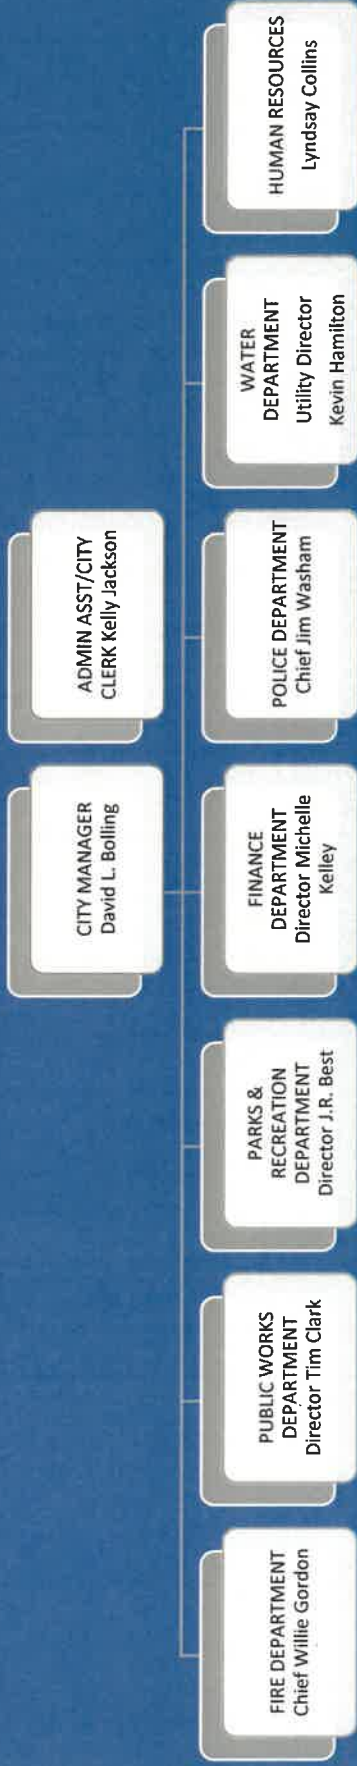 CITY MANAGER
David L. Bolling
ADMIN ASST/CITY
CLERK Kelly Jackson
FIRE DEPARTMENT
Chief Willie Gordon
PUBLIC WORKS
DEPARTMENT
Director Tim Clark
PARKS &
RECREATION
DEPARTMENT
Director J.R. Best
FINANCE
DEPARTMENT
Director Michelle
Kelley
POLICE DEPARTMENT
Chief Jim Washam
WATER
DEPARTMENT
Utility Director
Kevin Hamilton
HUMAN RESOURCES
Lyndsay Collins